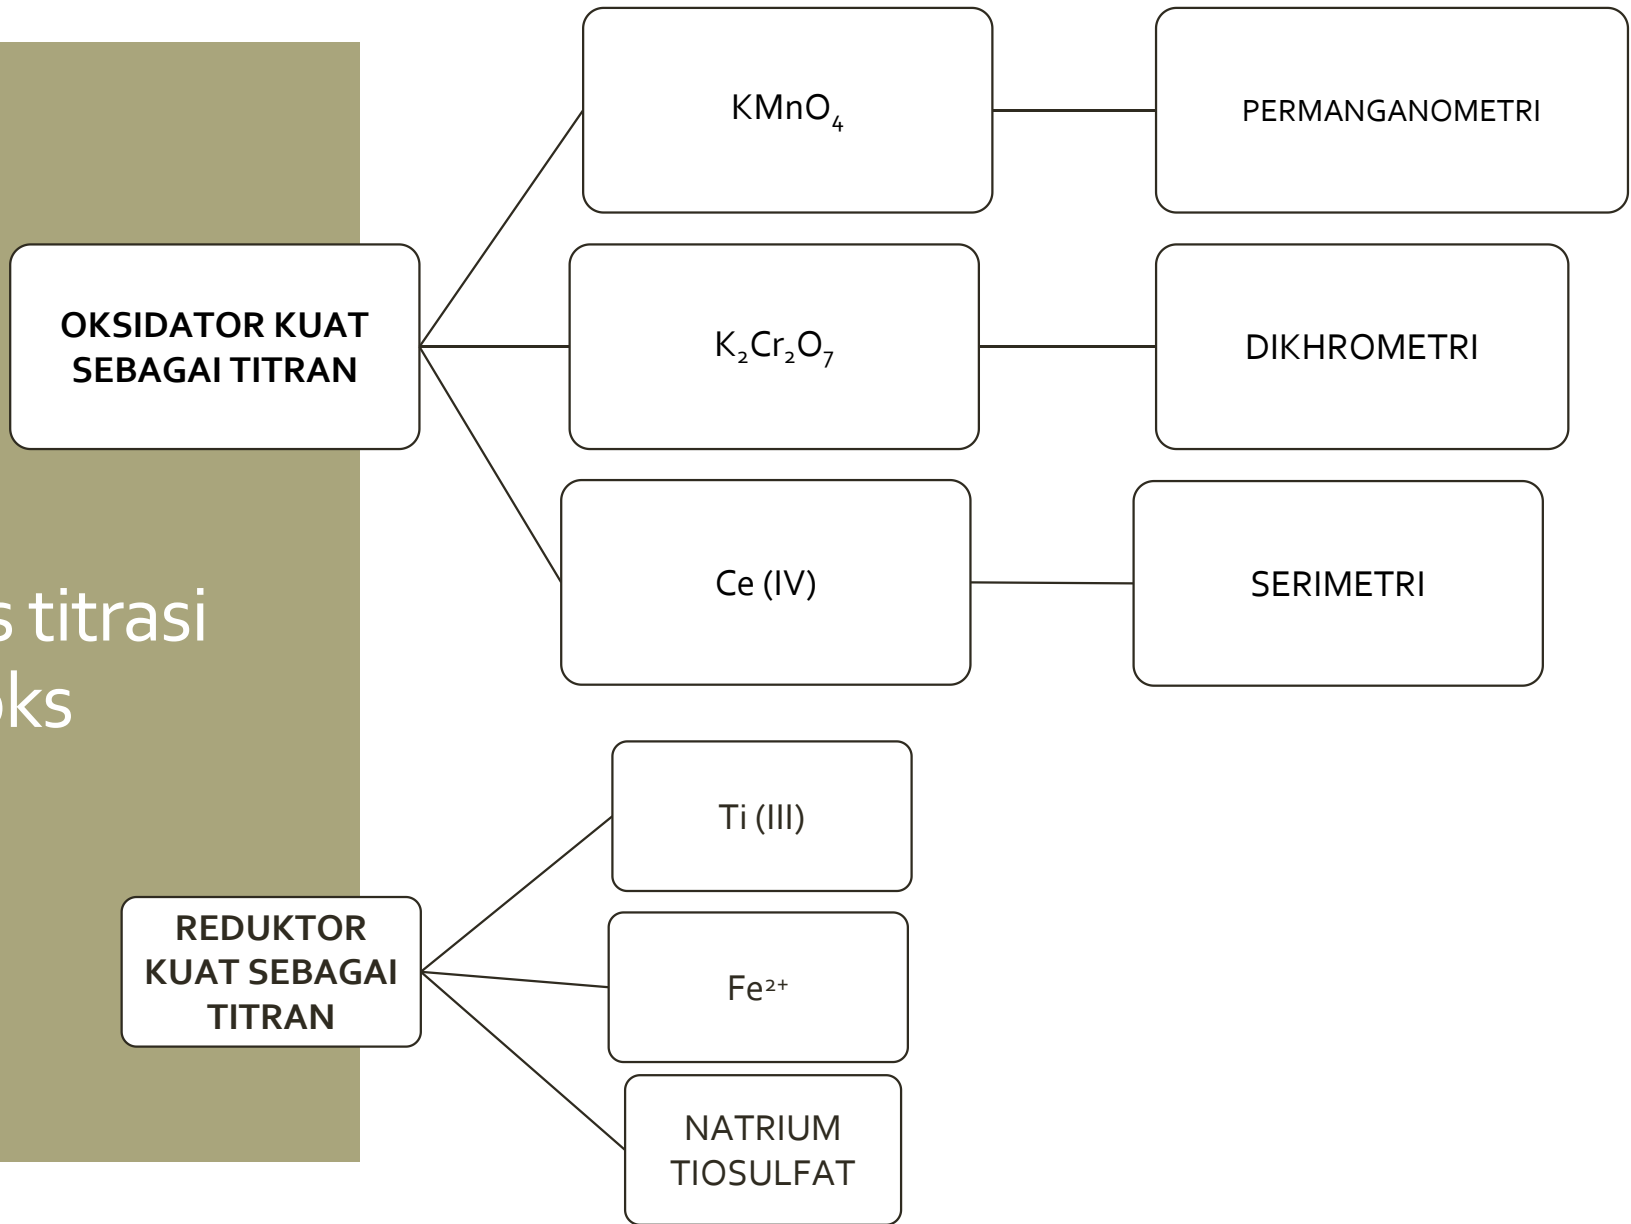 KMnO₄
PERMANGANOMETRI
OKSIDATOR KUAT
SEBAGAI TITRAN
K₂Cr₂O₇
DIKHROMETRI
Ce (IV)
SERIMETRI
s titrasi
oks
Ti (III)
REDUKTOR
KUAT SEBAGAI
TITRAN
Fe²⁺
NATRIUM
TIOSULFAT